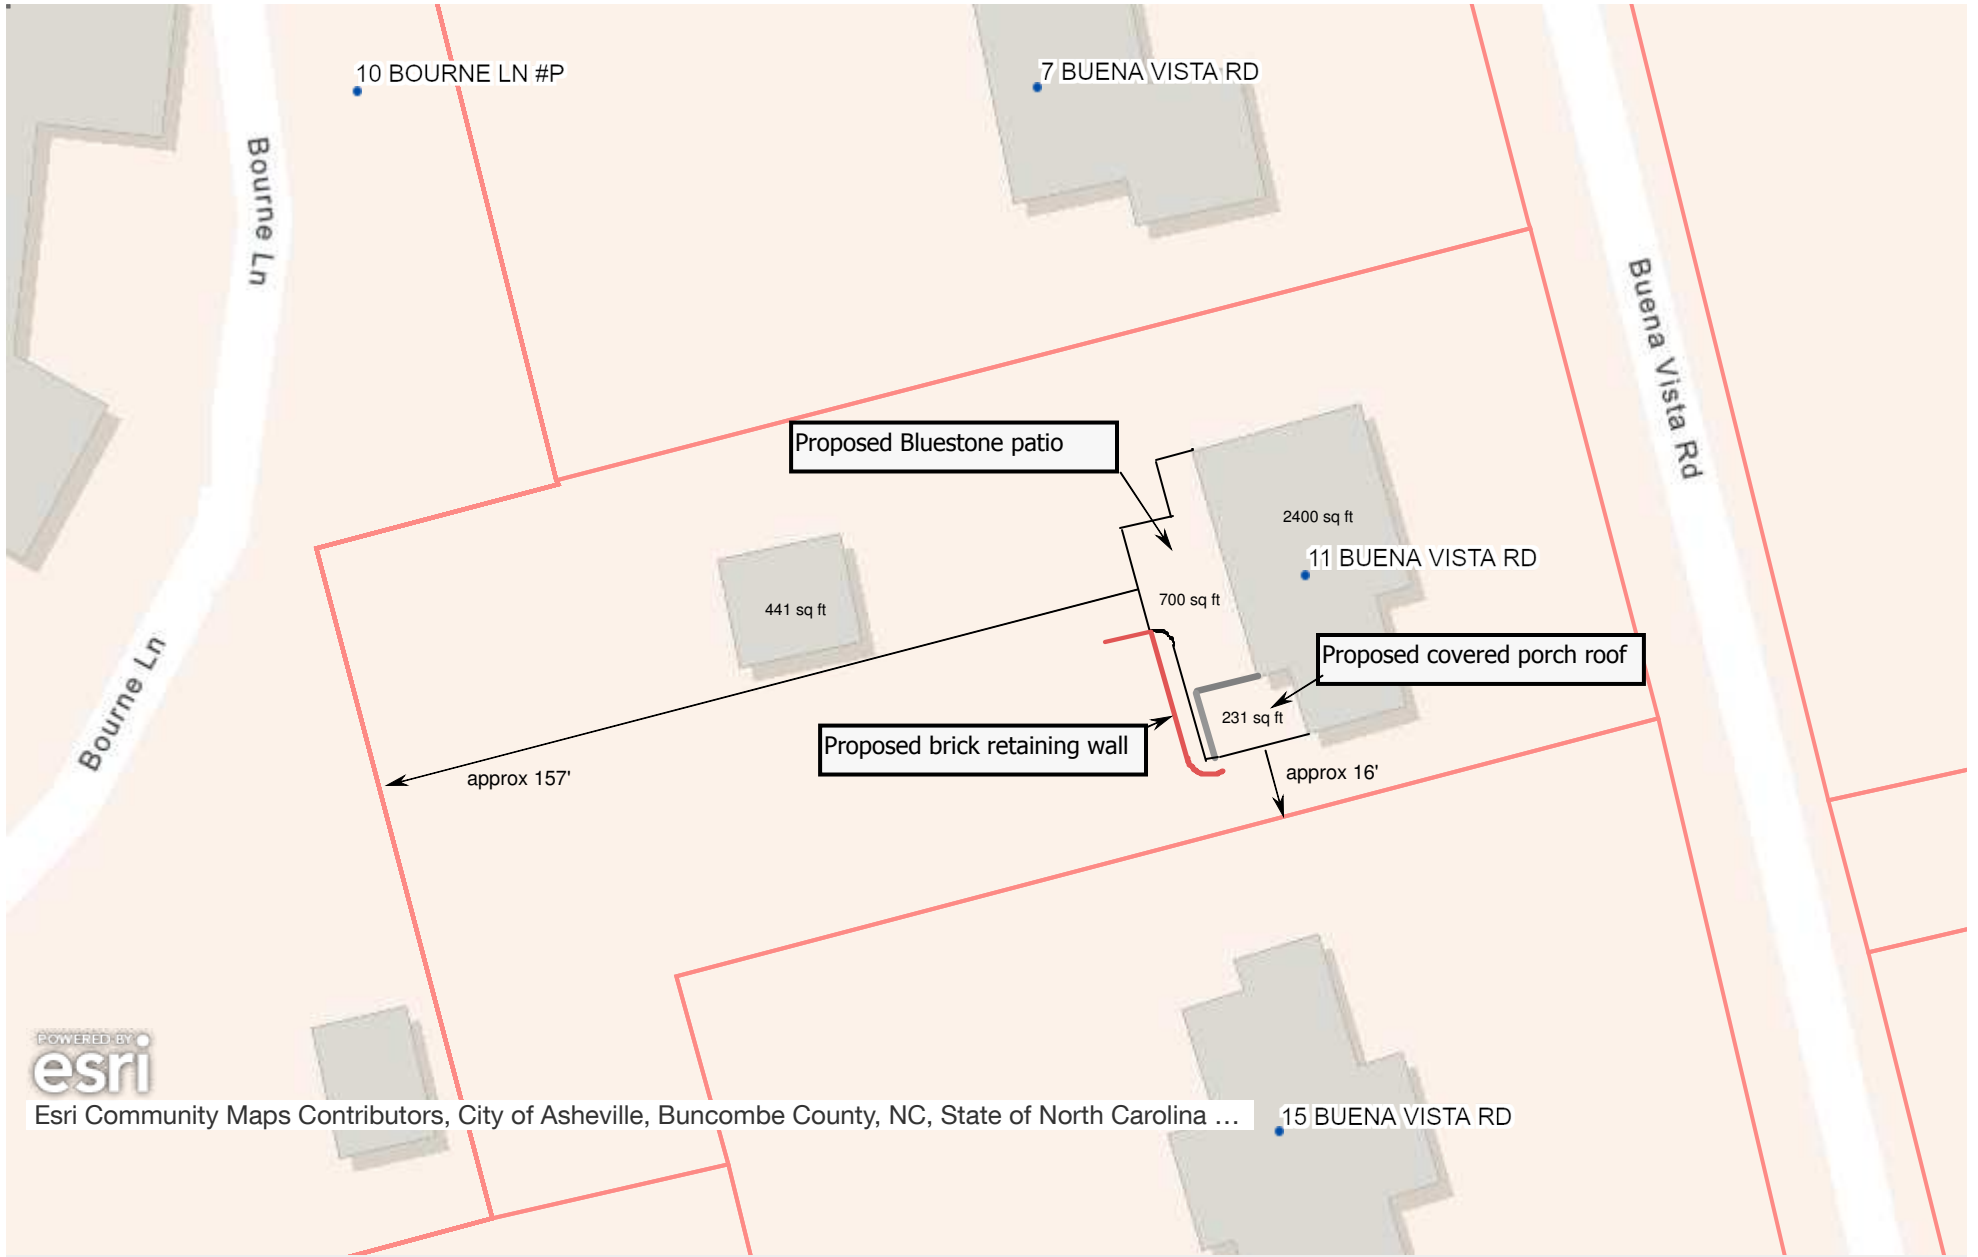 10 BOURNE LN #P
7 BUENA VISTA RD
Bourne Ln
Buena Vista Rd
Proposed Bluestone patio
2400 sq ft
11 BUENA VISTA RD
441 sq ft
700 sq ft
Proposed covered porch roof
Bourne Ln
231 sq ft
Proposed brick retaining wall
approx 157'
approx 16'
POWERED BY
esri
Esri Community Maps Contributors, City of Asheville, Buncombe County, NC, State of North Carolina …
15 BUENA VISTA RD